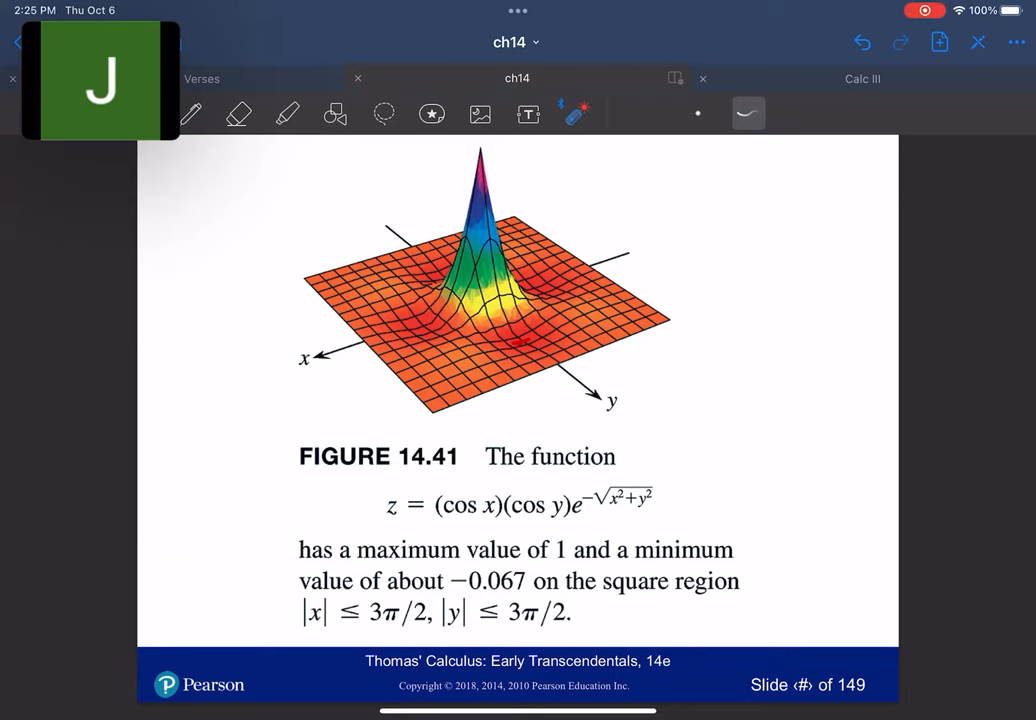 2:25 PM Thu Oct 6
100%
ch14
J
Verses
ch14
Calc III
T
x
y
FIGURE 14.41 The function
z = (cos x)(cos y)e^{-√(x²+y²)}
has a maximum value of 1 and a minimum
value of about −0.067 on the square region
|x| ≤ 3π/2, |y| ≤ 3π/2.
Thomas' Calculus: Early Transcendentals, 14e
P Pearson
Copyright © 2018, 2014, 2010 Pearson Education Inc.
Slide ‹#› of 149